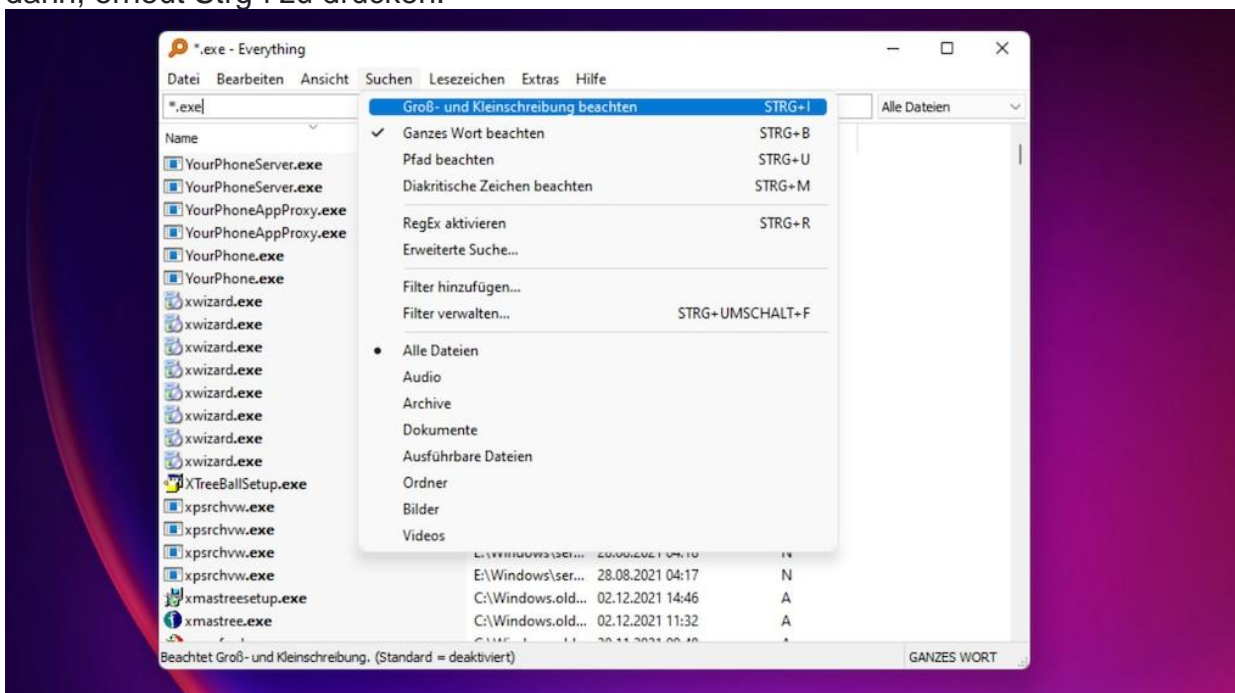 *.exe - Everything
Datei Bearbeiten Ansicht Suchen Lesezeichen Extras Hilfe
*.exe
Alle Dateien
Groß- und Kleinschreibung beachten STRG+I
Name
Ganzes Wort beachten STRG+B
Pfad beachten STRG+U
Diakritische Zeichen beachten STRG+M
RegEx aktivieren STRG+R
Erweiterte Suche...
Filter hinzufügen...
Filter verwalten... STRG+UMSCHALT+F
Alle Dateien
Audio
Archive
Dokumente
Ausführbare Dateien
Ordner
Bilder
Videos
YourPhoneServer.exe
YourPhoneServer.exe
YourPhoneAppProxy.exe
YourPhoneAppProxy.exe
YourPhone.exe
YourPhone.exe
xwizard.exe
xwizard.exe
xwizard.exe
xwizard.exe
xwizard.exe
xwizard.exe
xwizard.exe
xwizard.exe
XTreeBallSetup.exe
xpsrchvw.exe
xpsrchvw.exe
xpsrchvw.exe
xpsrchvw.exe E:\Windows\ser... 28.08.2021 04:17 N
xmastreesetup.exe C:\Windows.old... 02.12.2021 14:46 A
xmastree.exe C:\Windows.old... 02.12.2021 11:32 A
Beachtet Groß- und Kleinschreibung. (Standard = deaktiviert) GANZES WORT